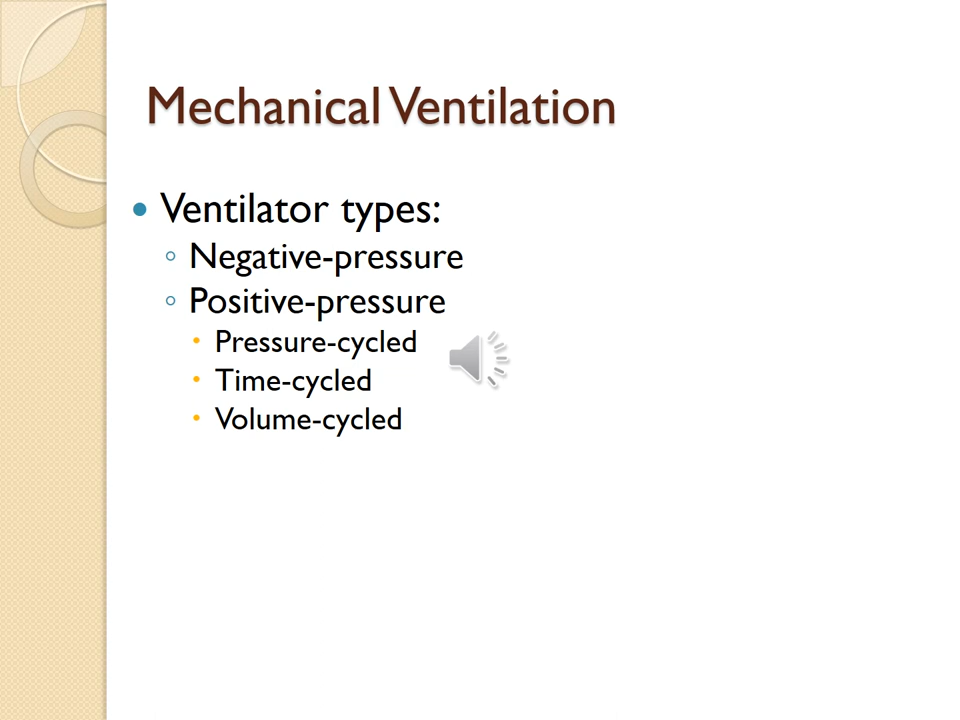 Mechanical Ventilation
• Ventilator types:
◦ Negative-pressure
◦ Positive-pressure
• Pressure-cycled
• Time-cycled
• Volume-cycled